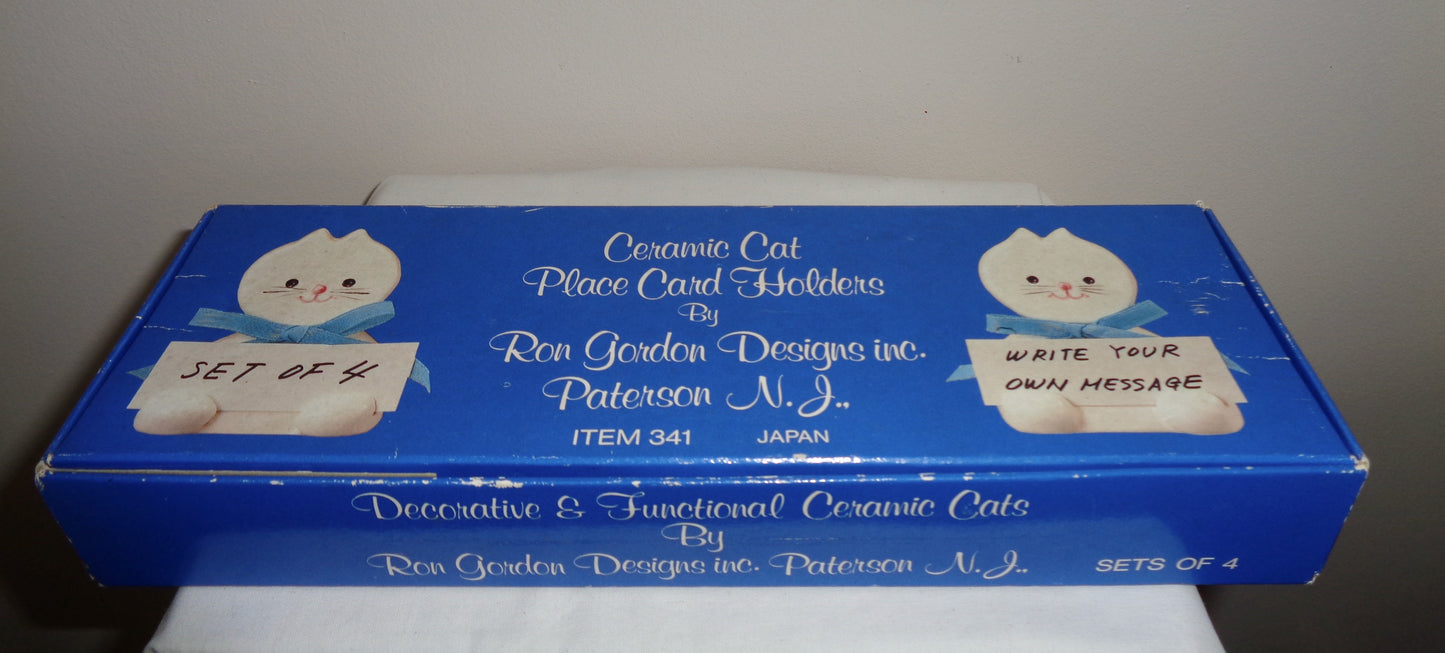 Ceramic Cat
Place Card Holders
By
Ron Gordon Designs inc.
Paterson N. J.,
ITEM 341 JAPAN
SET OF 4
WRITE YOUR
OWN MESSAGE
Decorative & Functional Ceramic Cats
By
Ron Gordon Designs inc. Paterson N. J.,
SETS OF 4